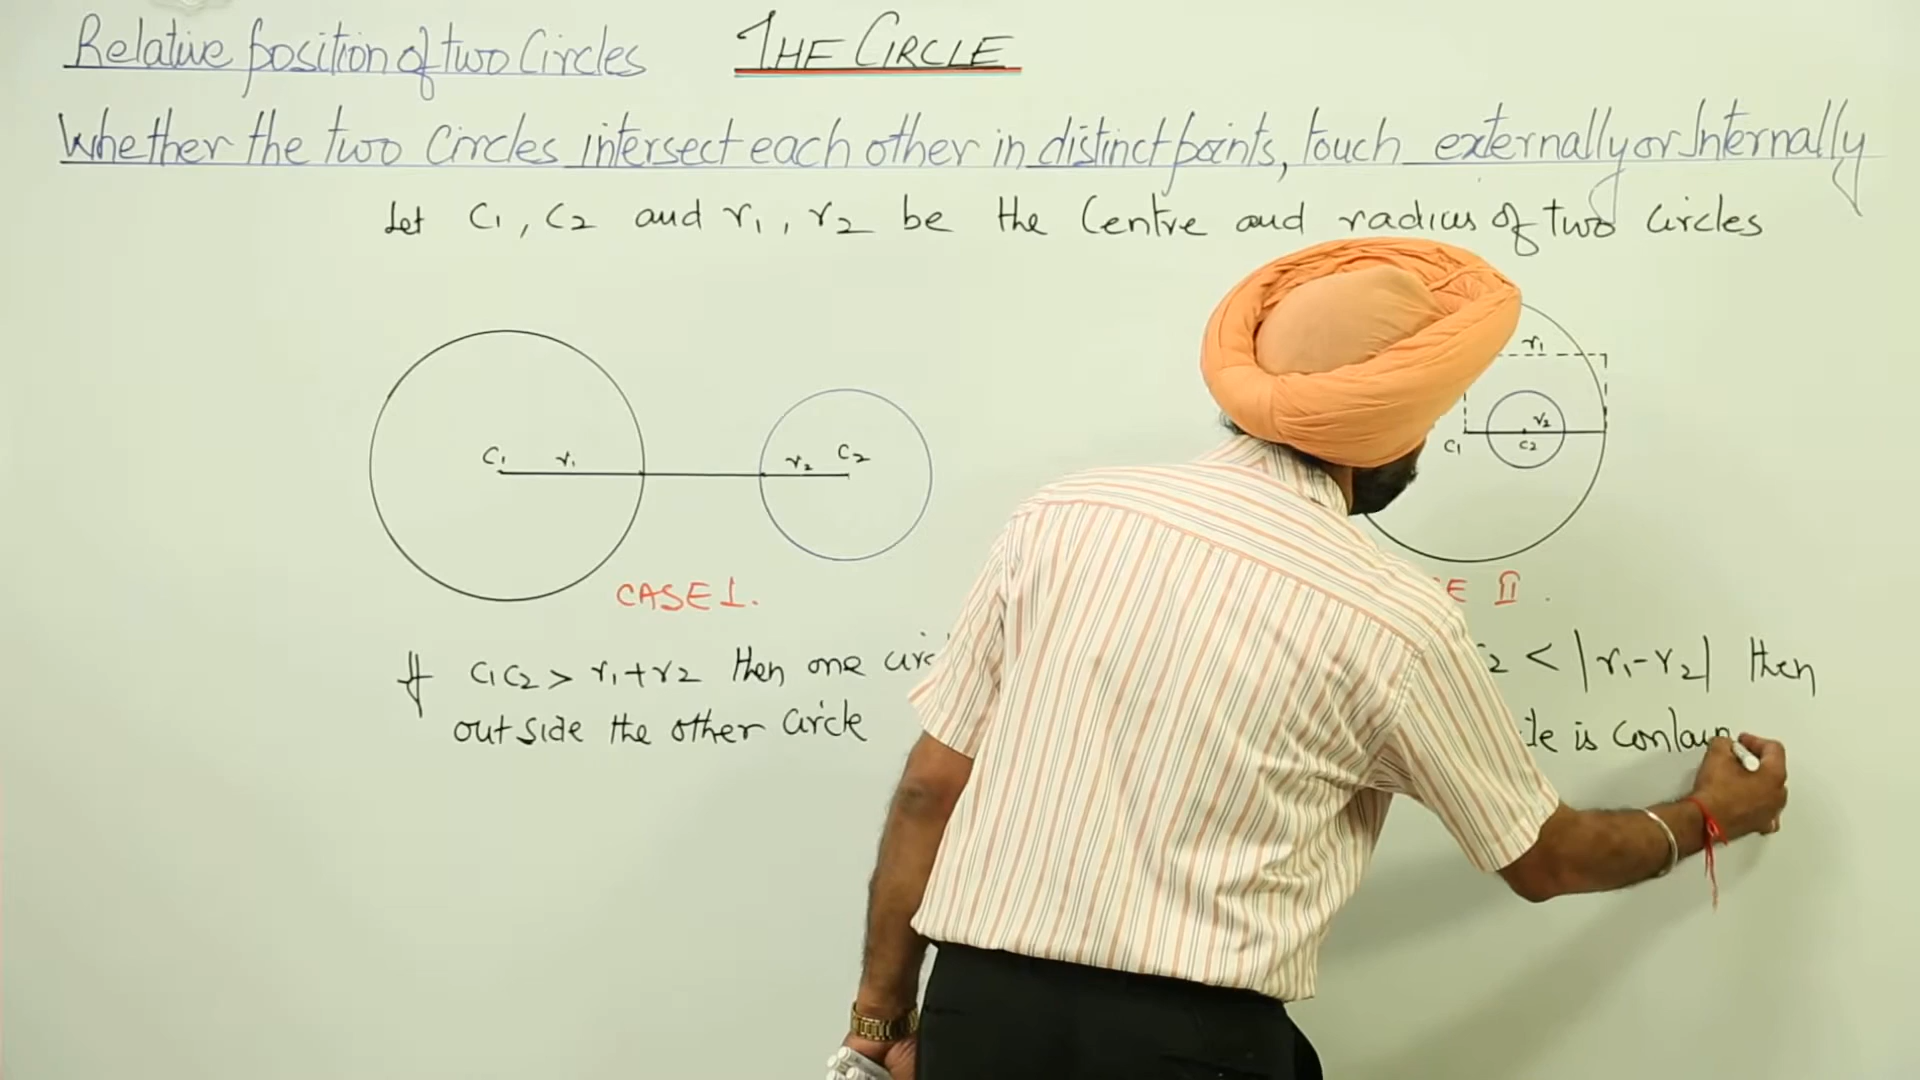 Relative position of two Circles
THE CIRCLE
Whether the two Circles intersect each other in distinct points, touch externally or Internally
Let C1, C2 and r1, r2 be the Centre and radius of two circles
C1 r1
r2 C2
r1
r2
C1 C2
CASE I.
E II.
If C1C2 > r1+r2 then one circ
outside the other circle
2 < |r1-r2| then
le is contain